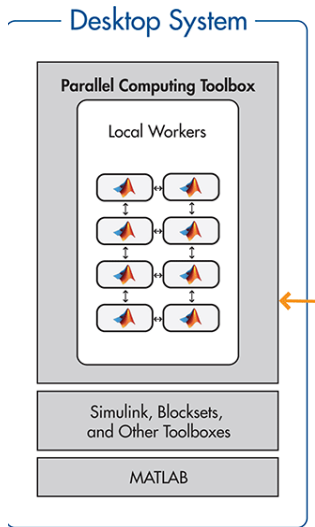 Desktop System
Parallel Computing Toolbox
Local Workers
Simulink, Blocksets,
and Other Toolboxes
MATLAB